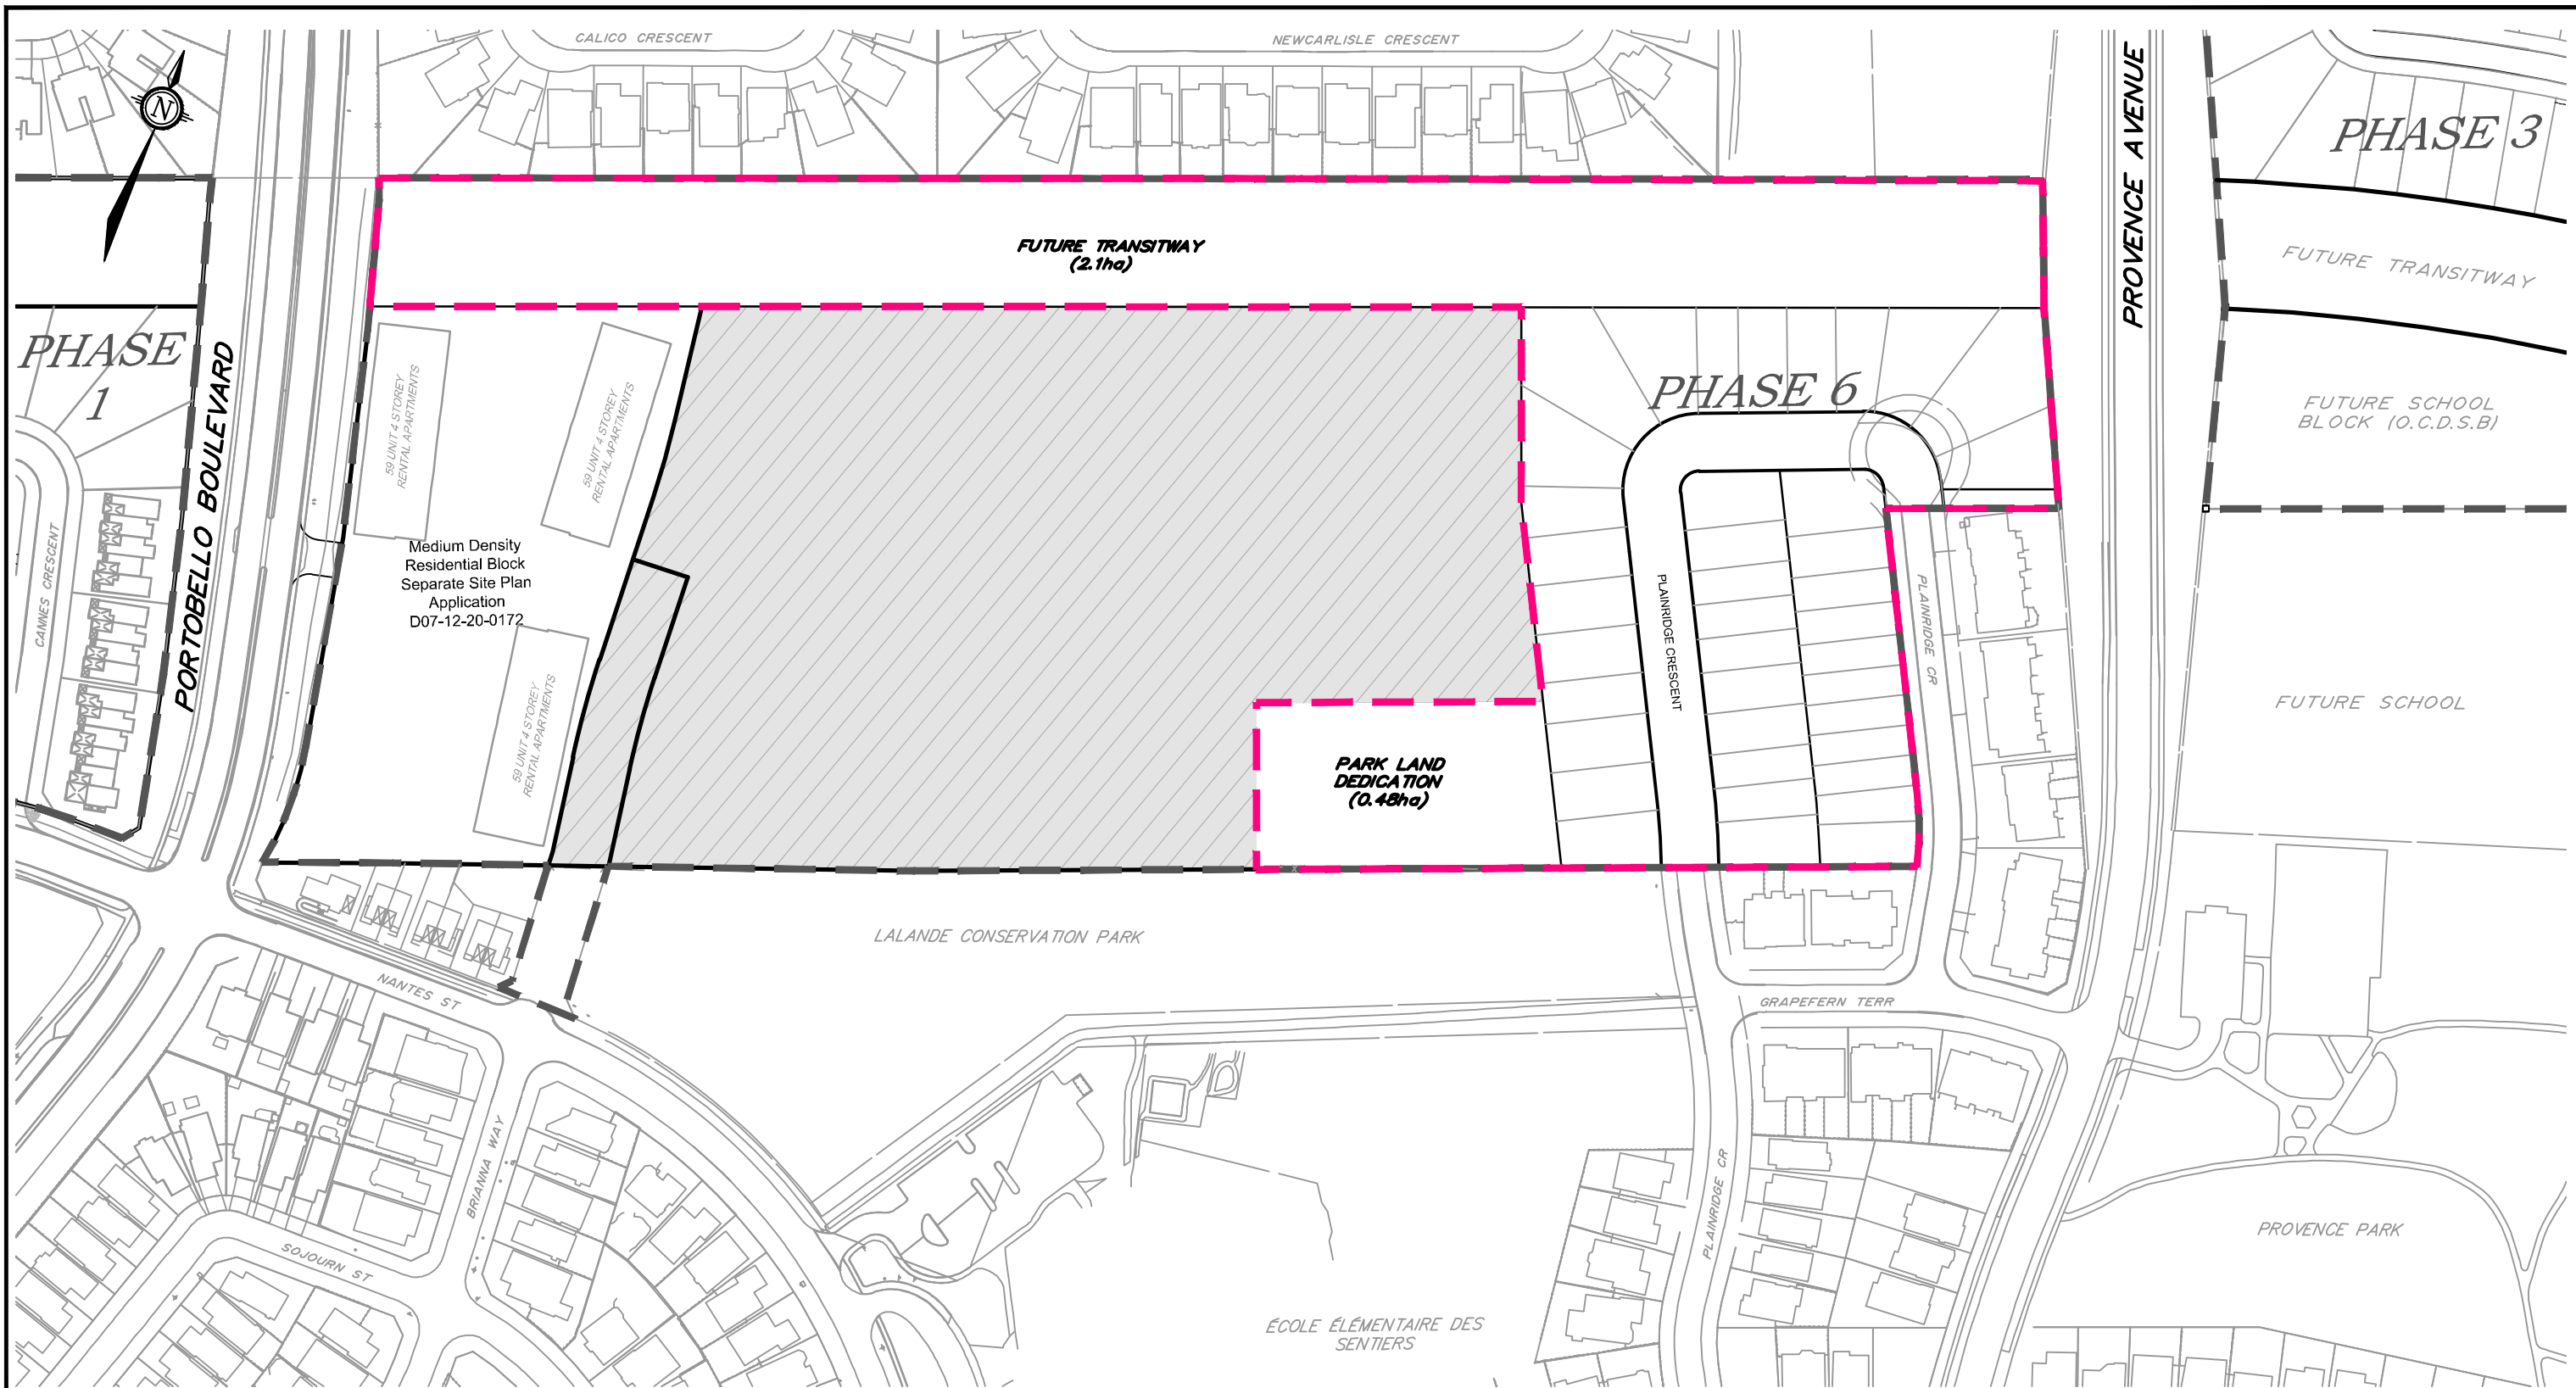 CALICO CRESCENT
NEWCARLISLE CRESCENT
N
PROVENCE AVENUE
PHASE 3
FUTURE TRANSITWAY
(2.1ha)
FUTURE TRANSITWAY
PHASE
1
PORTOBELLO BOULEVARD
59 UNIT 4 STOREY
RENTAL APARTMENTS
59 UNIT 4 STOREY
RENTAL APARTMENTS
PHASE 6
FUTURE SCHOOL
BLOCK (O.C.D.S.B)
CANNES CRESCENT
Medium Density
Residential Block
Separate Site Plan
Application
D07-12-20-0172
PLAINRIDGE CRESCENT
PLAINRIDGE CR
59 UNIT 4 STOREY
RENTAL APARTMENTS
FUTURE SCHOOL
PARK LAND
DEDICATION
(0.48ha)
LALANDE CONSERVATION PARK
NANTES ST
GRAPEFERN TERR
BRIANNA WAY
PLAINRIDGE CR
SOJOURN ST
PROVENCE PARK
ÉCOLE ÉLÉMENTAIRE DES
SENTIERS